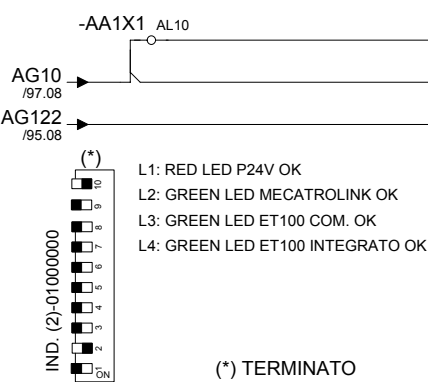 -AA1X1 AL10
AG10
/97.08
AG122
/95.08
(*)
L1: RED LED P24V OK
L2: GREEN LED MECATROLINK OK
L3: GREEN LED ET100 COM. OK
L4: GREEN LED ET100 INTEGRATO OK
IND. (2)-01000000
10
9
8
7
6
5
4
3
2
1
ON
(*) TERMINATO